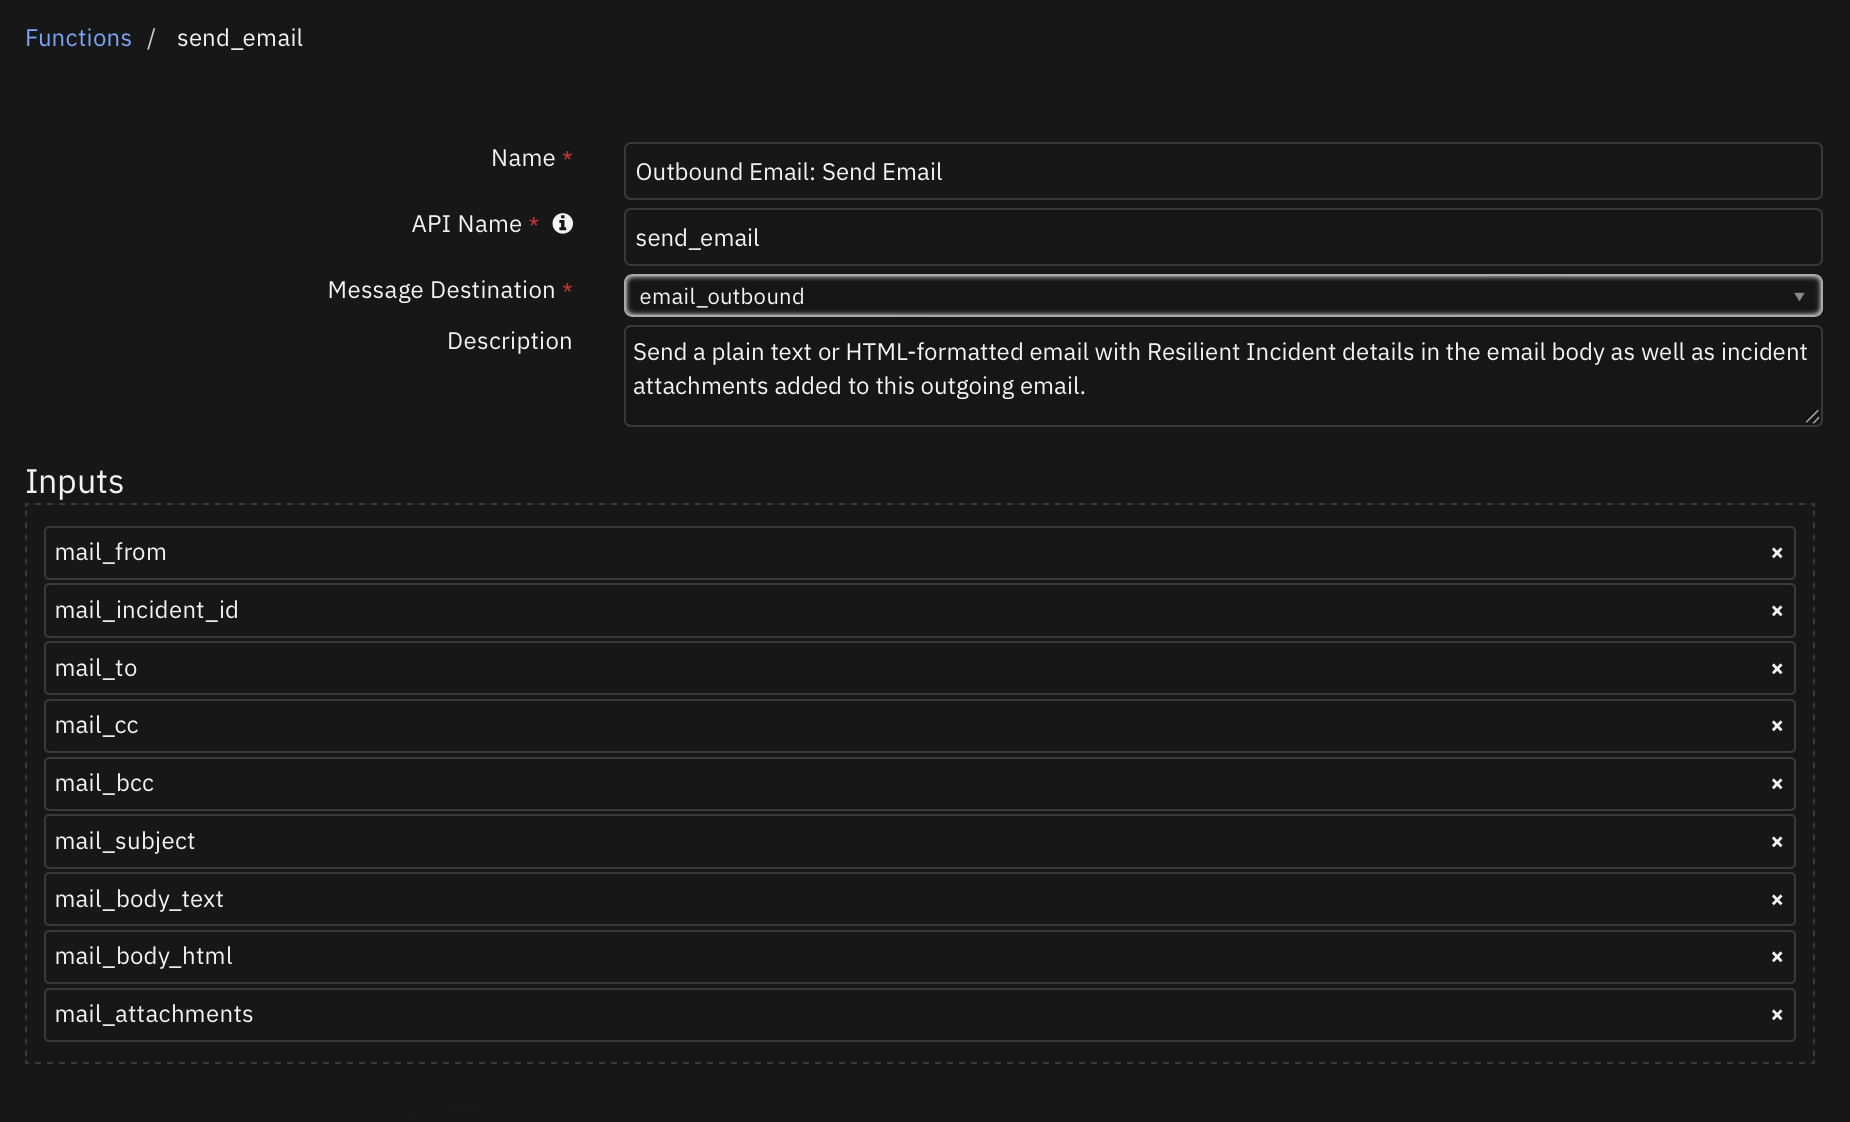 Functions / send_email
Name *
Outbound Email: Send Email
API Name *
send_email
Message Destination *
email_outbound
Description
Send a plain text or HTML-formatted email with Resilient Incident details in the email body as well as incident
attachments added to this outgoing email.
Inputs
mail_from
mail_incident_id
mail_to
mail_cc
mail_bcc
mail_subject
mail_body_text
mail_body_html
mail_attachments